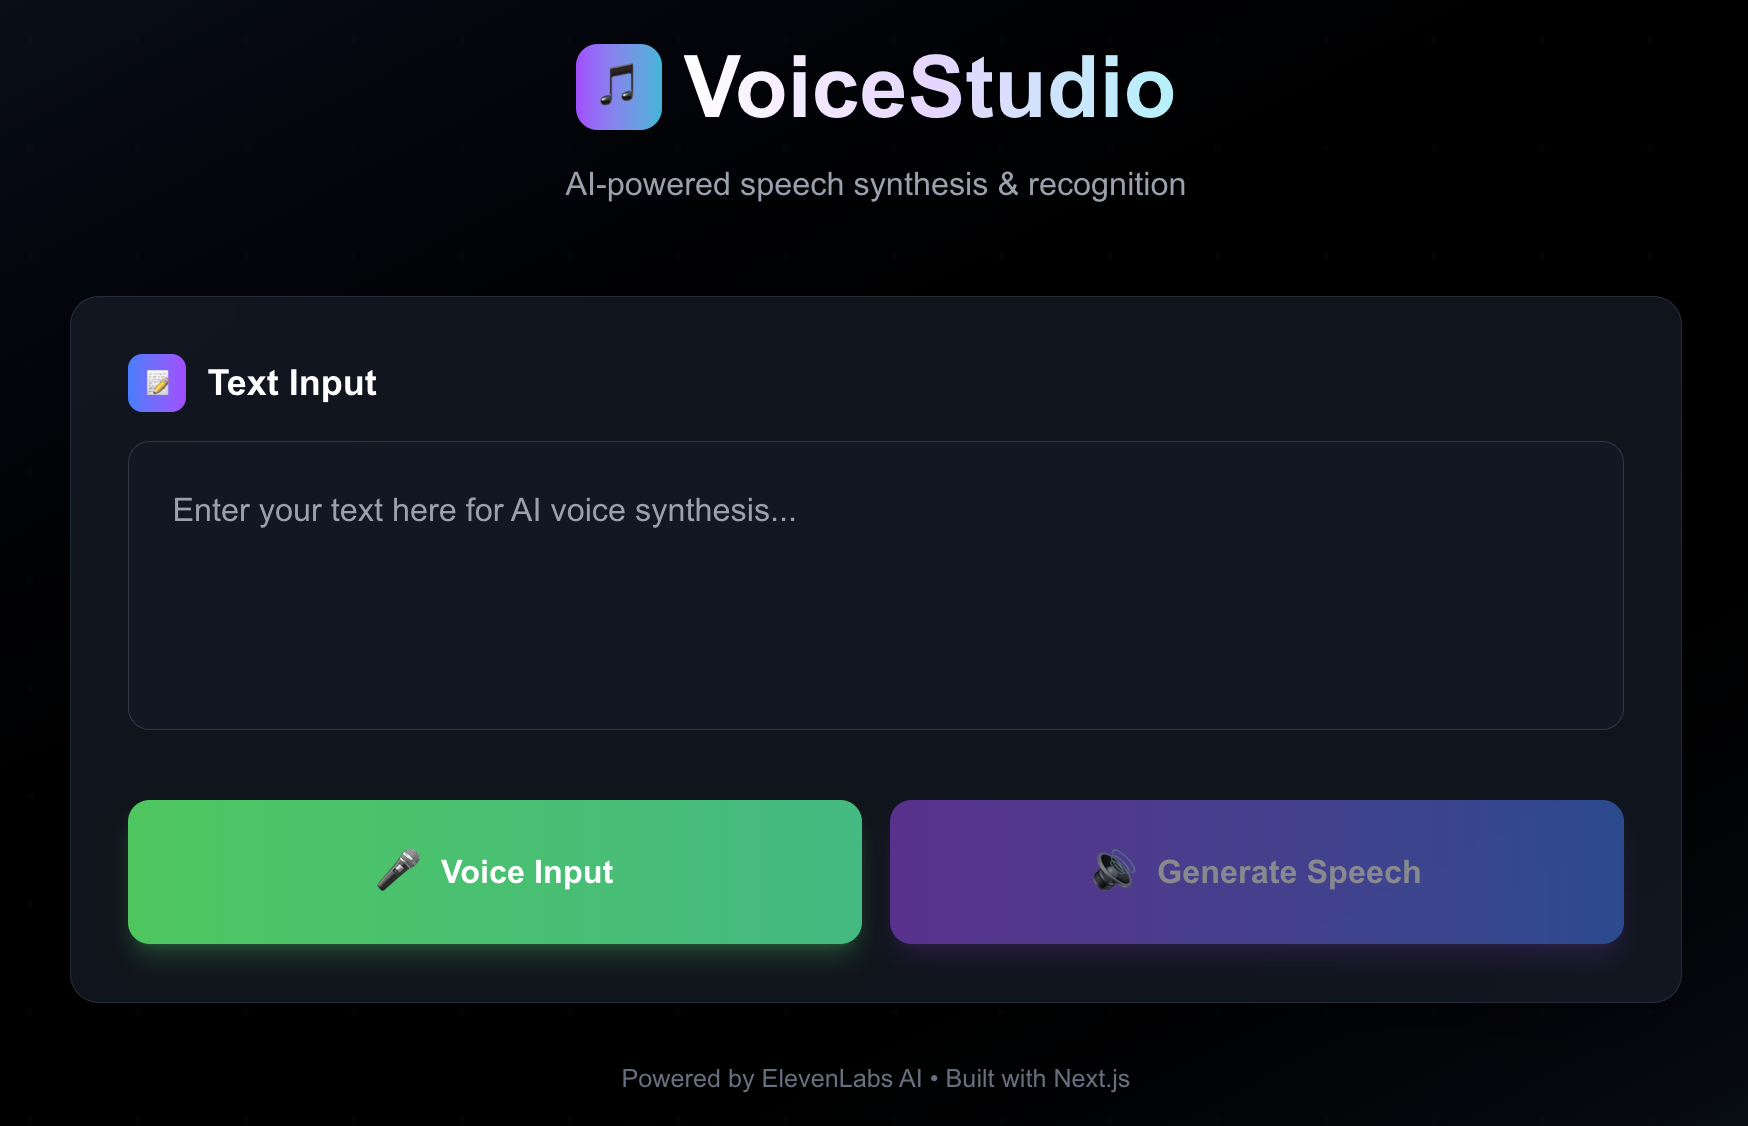 VoiceStudio
AI-powered speech synthesis & recognition
Text Input
Enter your text here for AI voice synthesis...
Voice Input
Generate Speech
Powered by ElevenLabs AI • Built with Next.js